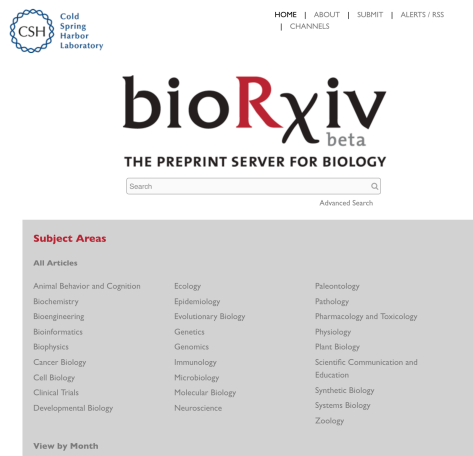 CSH
Cold
Spring
Harbor
Laboratory
HOME | ABOUT | SUBMIT | ALERTS / RSS
| CHANNELS
bioRχiv
beta
THE PREPRINT SERVER FOR BIOLOGY
Search
Advanced Search
Subject Areas
All Articles
Animal Behavior and Cognition
Biochemistry
Bioengineering
Bioinformatics
Biophysics
Cancer Biology
Cell Biology
Clinical Trials
Developmental Biology
Ecology
Epidemiology
Evolutionary Biology
Genetics
Genomics
Immunology
Microbiology
Molecular Biology
Neuroscience
Paleontology
Pathology
Pharmacology and Toxicology
Physiology
Plant Biology
Scientific Communication and
Education
Synthetic Biology
Systems Biology
Zoology
View by Month